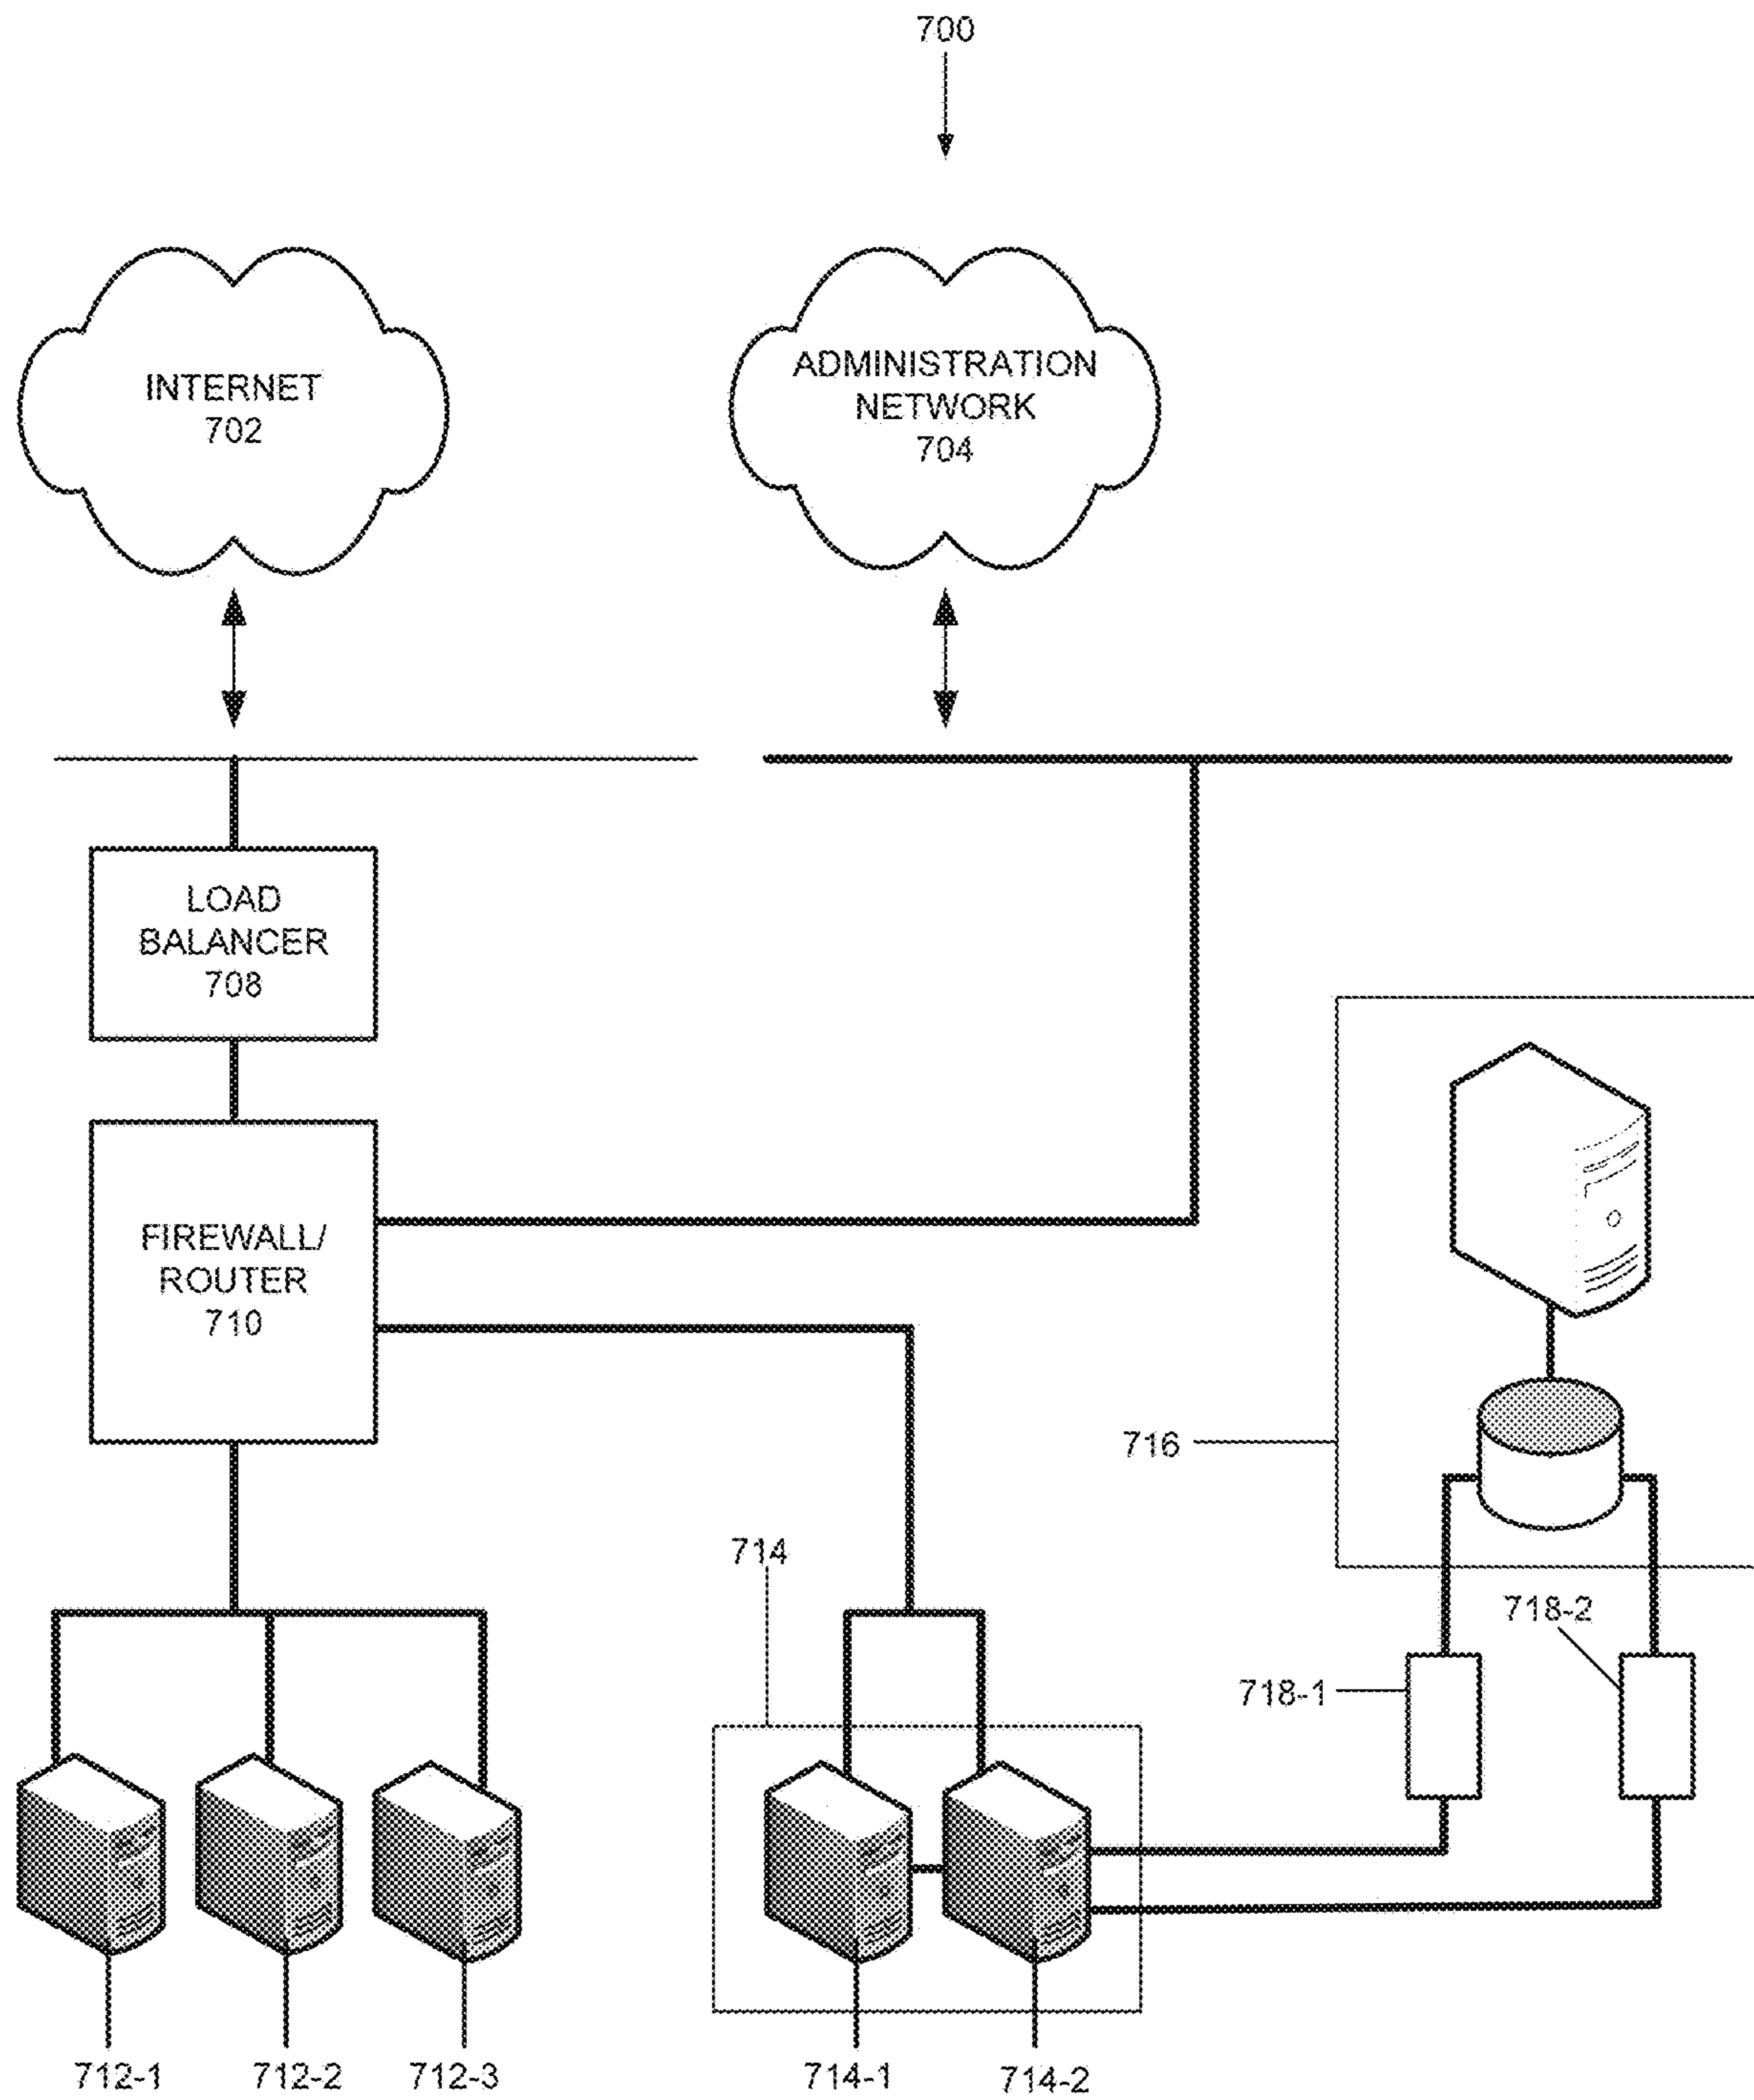 700
INTERNET
702
ADMINISTRATION
NETWORK
704
LOAD
BALANCER
708
FIREWALL/
ROUTER
710
716
714
718-2
718-1
712-1
712-2
712-3
714-1
714-2